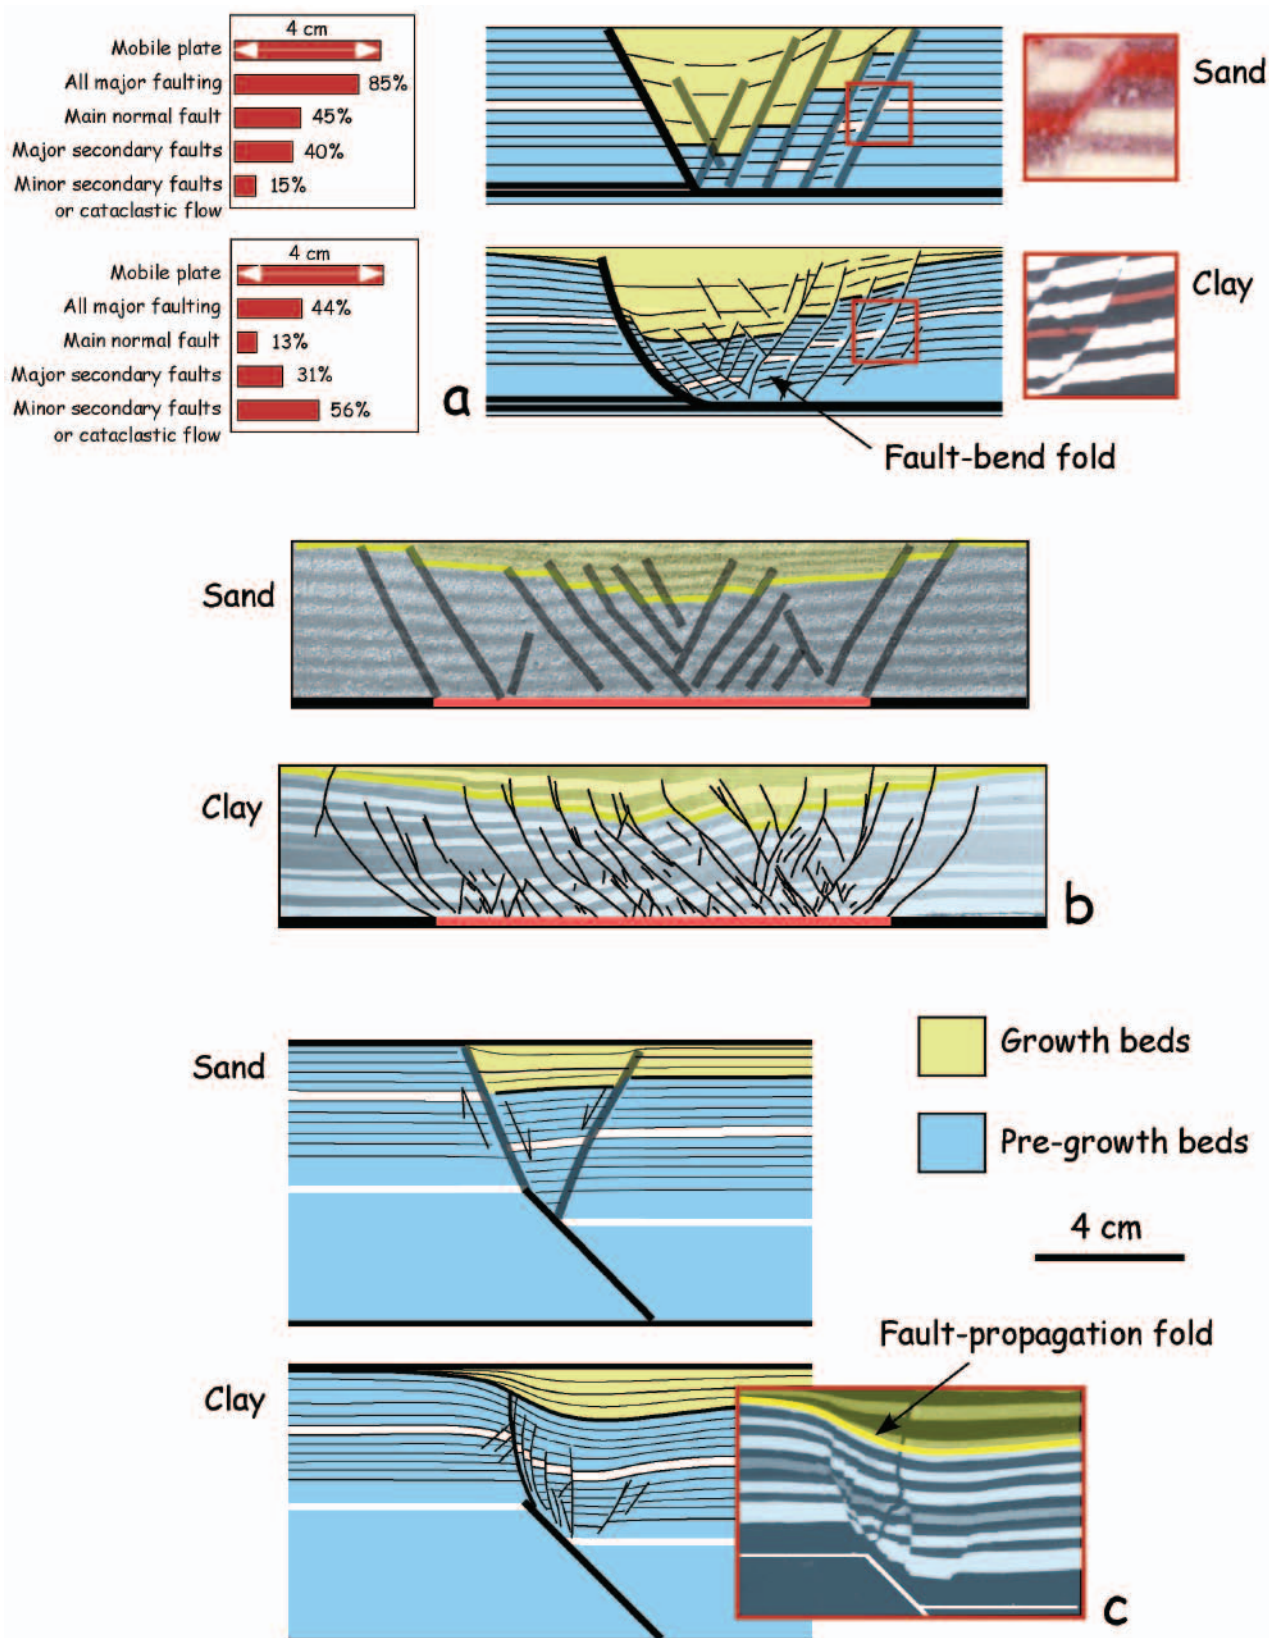 4 cm
Mobile plate
All major faulting 85%
Main normal fault 45%
Major secondary faults 40%
Minor secondary faults 15%
or cataclastic flow
Sand
4 cm
Mobile plate
All major faulting 44%
Main normal fault 13%
Major secondary faults 31%
Minor secondary faults 56%
or cataclastic flow
a
Clay
Fault-bend fold
Sand
Clay
b
Sand
Growth beds
Pre-growth beds
4 cm
Fault-propagation fold
Clay
c